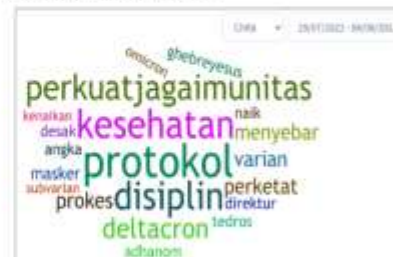 omicron
ghebreyesus
perkuatjagaimunitas
kenaikan
naik
desak
kesehatan
menyebar
angka
protokol
varian
masker
subvarian
perketat
prokes
disiplin
direktur
tedros
deltacron
adhanom